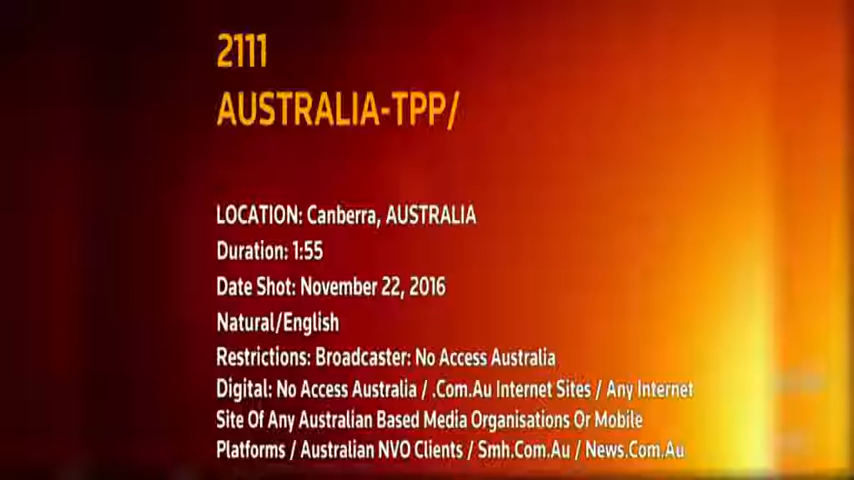 2111
AUSTRALIA-TPP/
LOCATION: Canberra, AUSTRALIA
Duration: 1:55
Date Shot: November 22, 2016
Natural/English
Restrictions: Broadcaster: No Access Australia
Digital: No Access Australia / .Com.Au Internet Sites / Any Internet
Site Of Any Australian Based Media Organisations Or Mobile
Platforms / Australian NVO Clients / Smh.Com.Au / News.Com.Au